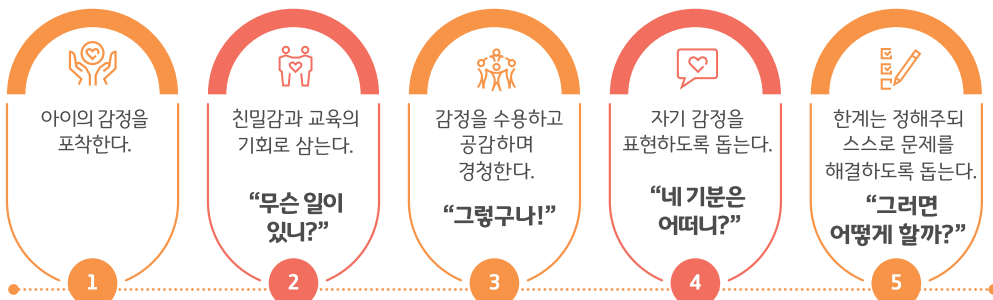 아이의 감정을
포착한다.
1
친밀감과 교육의
기회로 삼는다.
“무슨 일이
있니?”
2
감정을 수용하고
공감하며
경청한다.
“그렇구나!”
3
자기 감정을
표현하도록 돕는다.
“네 기분은
어떠니?”
4
한계는 정해주되
스스로 문제를
해결하도록 돕는다.
“그러면
어떻게 할까?”
5